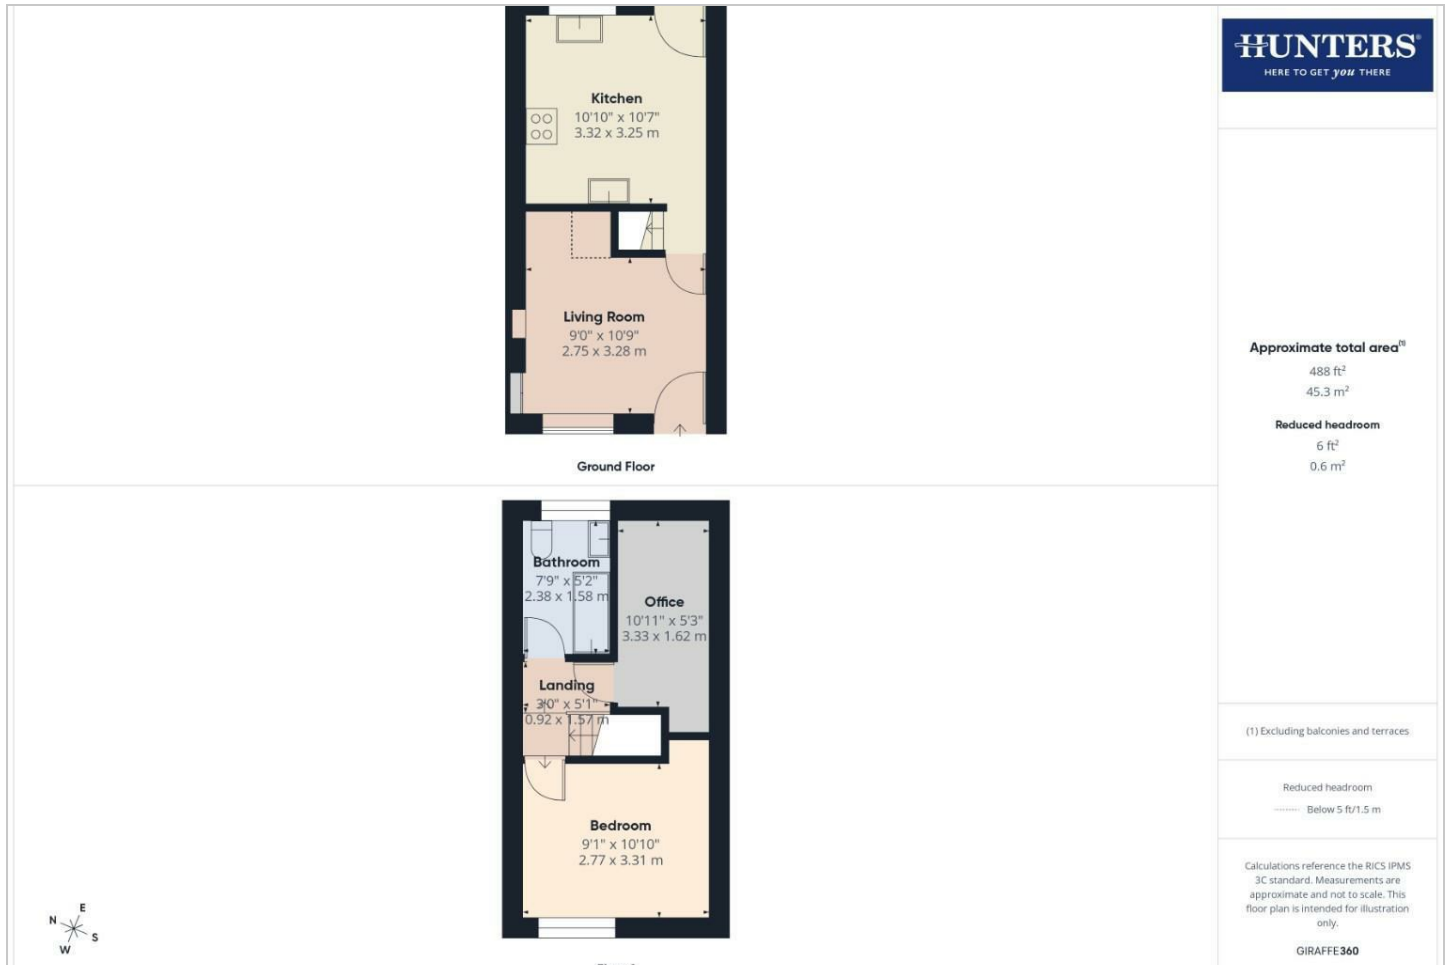 Kitchen
10'10" x 10'7"
3.32 x 3.25 m
Living Room
9'0" x 10'9"
2.75 x 3.28 m
Ground Floor
Bathroom
7'9" x 5'2"
2.38 x 1.58 m
Office
10'11" x 5'3"
3.33 x 1.62 m
Landing
3'0" x 5'1"
0.92 x 1.57 m
Bedroom
9'1" x 10'10"
2.77 x 3.31 m
E
N
S
W
HUNTERS®
HERE TO GET you THERE
Approximate total area(1)
488 ft²
45.3 m²
Reduced headroom
6 ft²
0.6 m²
(1) Excluding balconies and terraces
Reduced headroom
Below 5 ft/1.5 m
Calculations reference the RICS IPMS
3C standard. Measurements are
approximate and not to scale. This
floor plan is intended for illustration
only.
GIRAFFE360